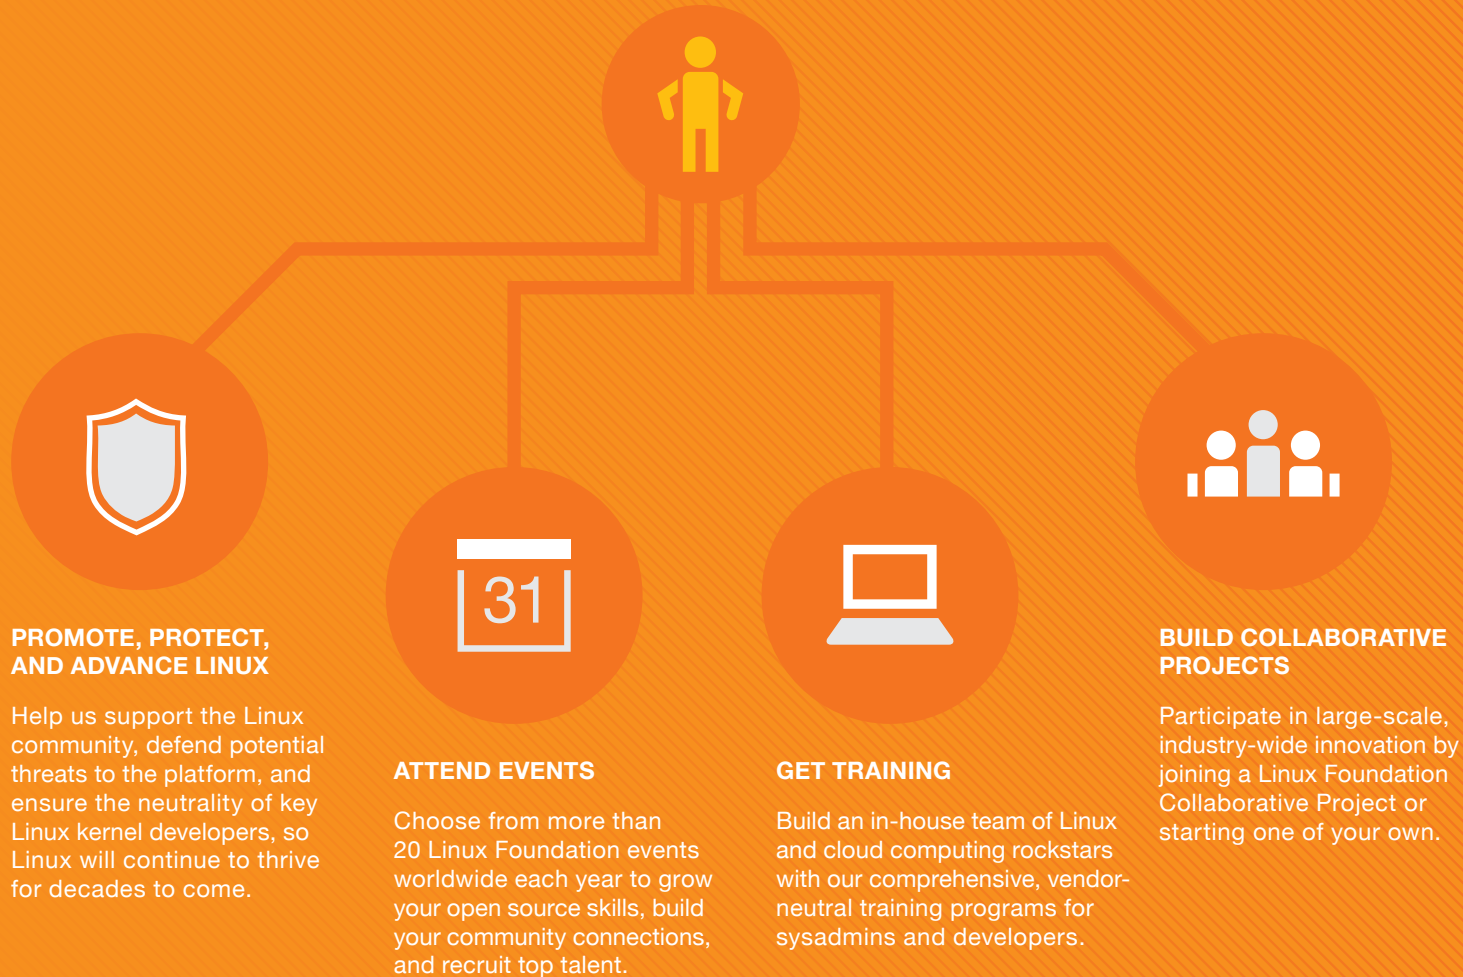 31
PROMOTE, PROTECT,
AND ADVANCE LINUX
Help us support the Linux
community, defend potential
threats to the platform, and
ensure the neutrality of key
Linux kernel developers, so
Linux will continue to thrive
for decades to come.
ATTEND EVENTS
Choose from more than
20 Linux Foundation events
worldwide each year to grow
your open source skills, build
your community connections,
and recruit top talent.
GET TRAINING
Build an in-house team of Linux
and cloud computing rockstars
with our comprehensive, vendor-
neutral training programs for
sysadmins and developers.
BUILD COLLABORATIVE
PROJECTS
Participate in large-scale,
industry-wide innovation by
joining a Linux Foundation
Collaborative Project or
starting one of your own.